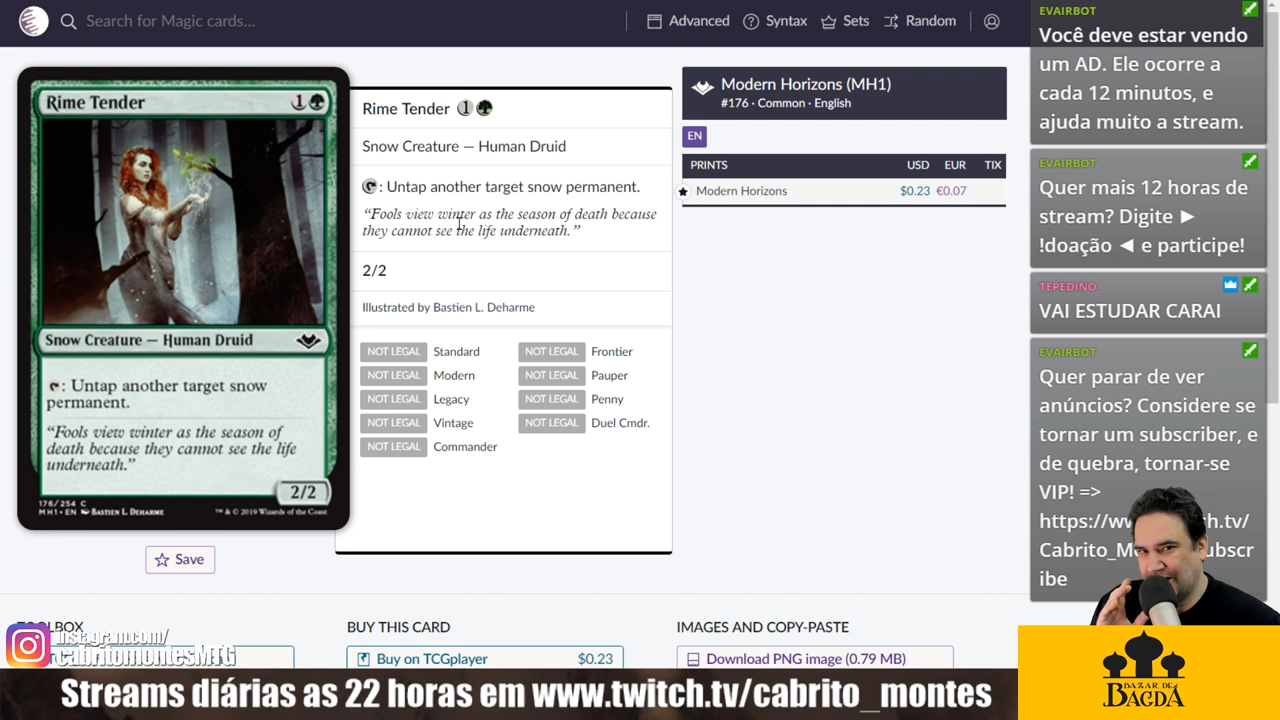 Search for Magic cards...
Advanced
Syntax
Sets
Random
Rime Tender 1
Snow Creature — Human Druid
: Untap another target snow
permanent.
“Fools view winter as the season of
death because they cannot see the life
underneath.”
2/2
176/254 C
MH1 • EN BASTIEN L. DEHARME
™ & © 2019 Wizards of the Coast
Save
Rime Tender 1
Snow Creature — Human Druid
: Untap another target snow permanent.
“Fools view winter as the season of death because
they cannot see the life underneath.”
2/2
Illustrated by Bastien L. Deharme
NOT LEGAL Standard NOT LEGAL Frontier
NOT LEGAL Modern NOT LEGAL Pauper
NOT LEGAL Legacy NOT LEGAL Penny
NOT LEGAL Vintage NOT LEGAL Duel Cmdr.
NOT LEGAL Commander
Modern Horizons (MH1)
#176 · Common · English
EN
PRINTS USD EUR TIX
Modern Horizons $0.23 €0.07
BUY THIS CARD
Buy on TCGplayer $0.23
IMAGES AND COPY-PASTE
Download PNG image (0.79 MB)
EVAIRBOT
Você deve estar vendo
um AD. Ele ocorre a
cada 12 minutos, e
ajuda muito a stream.
EVAIRBOT
Quer mais 12 horas de
stream? Digite ►
!doação ◄ e participe!
TEPEDINO
VAI ESTUDAR CARAI
EVAIRBOT
Quer parar de ver
anúncios? Considere se
tornar um subscriber, e
de quebra, tornar-se
VIP! =>
instagram.com/
cabritomontesMTG
Streams diárias as 22 horas em www.twitch.tv/cabrito_montes
BAZAR DE
BAGDÁ